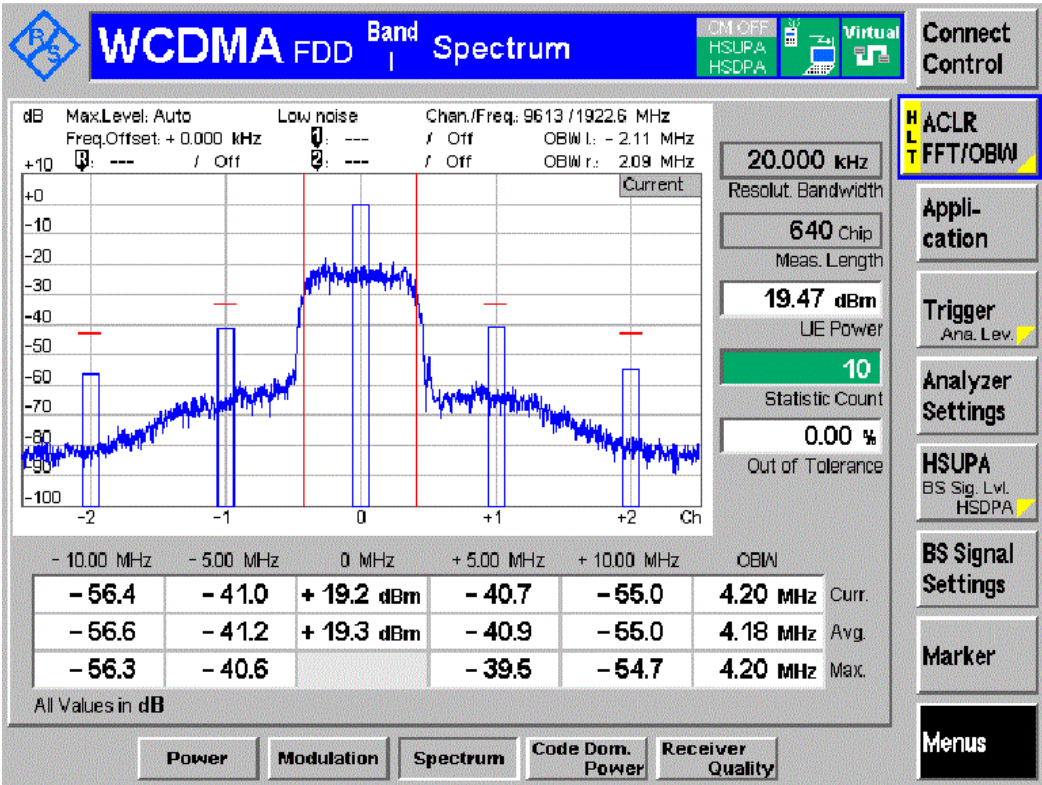 R/S
WCDMA FDD Band I Spectrum
CM OFF
HSUPA
HSDPA
Virtual
Connect Control
dB Max.Level: Auto Low noise Chan./Freq.: 9613 / 1922.6 MHz
Freq.Offset: + 0.000 kHz 1: --- / Off OBW l.: - 2.11 MHz
+10 R: --- / Off 2: --- / Off OBW r.: 2.09 MHz
Current
+0
-10
-20
-30
-40
-50
-60
-70
-80
-90
-100
-2 -1 0 +1 +2 Ch
20.000 kHz
Resolut. Bandwidth
640 Chip
Meas. Length
19.47 dBm
UE Power
10
Statistic Count
0.00 %
Out of Tolerance
- 10.00 MHz - 5.00 MHz 0 MHz + 5.00 MHz + 10.00 MHz OBW
- 56.4 - 41.0 + 19.2 dBm - 40.7 - 55.0 4.20 MHz Curr.
- 56.6 - 41.2 + 19.3 dBm - 40.9 - 55.0 4.18 MHz Avg.
- 56.3 - 40.6 - 39.5 - 54.7 4.20 MHz Max.
All Values in dB
HLT
ACLR
FFT/OBW
Appli-
cation
Trigger
Ana. Lev.
Analyzer
Settings
HSUPA
BS Sig. Lvl.
HSDPA
BS Signal
Settings
Marker
Menus
Power
Modulation
Spectrum
Code Dom.
Power
Receiver
Quality